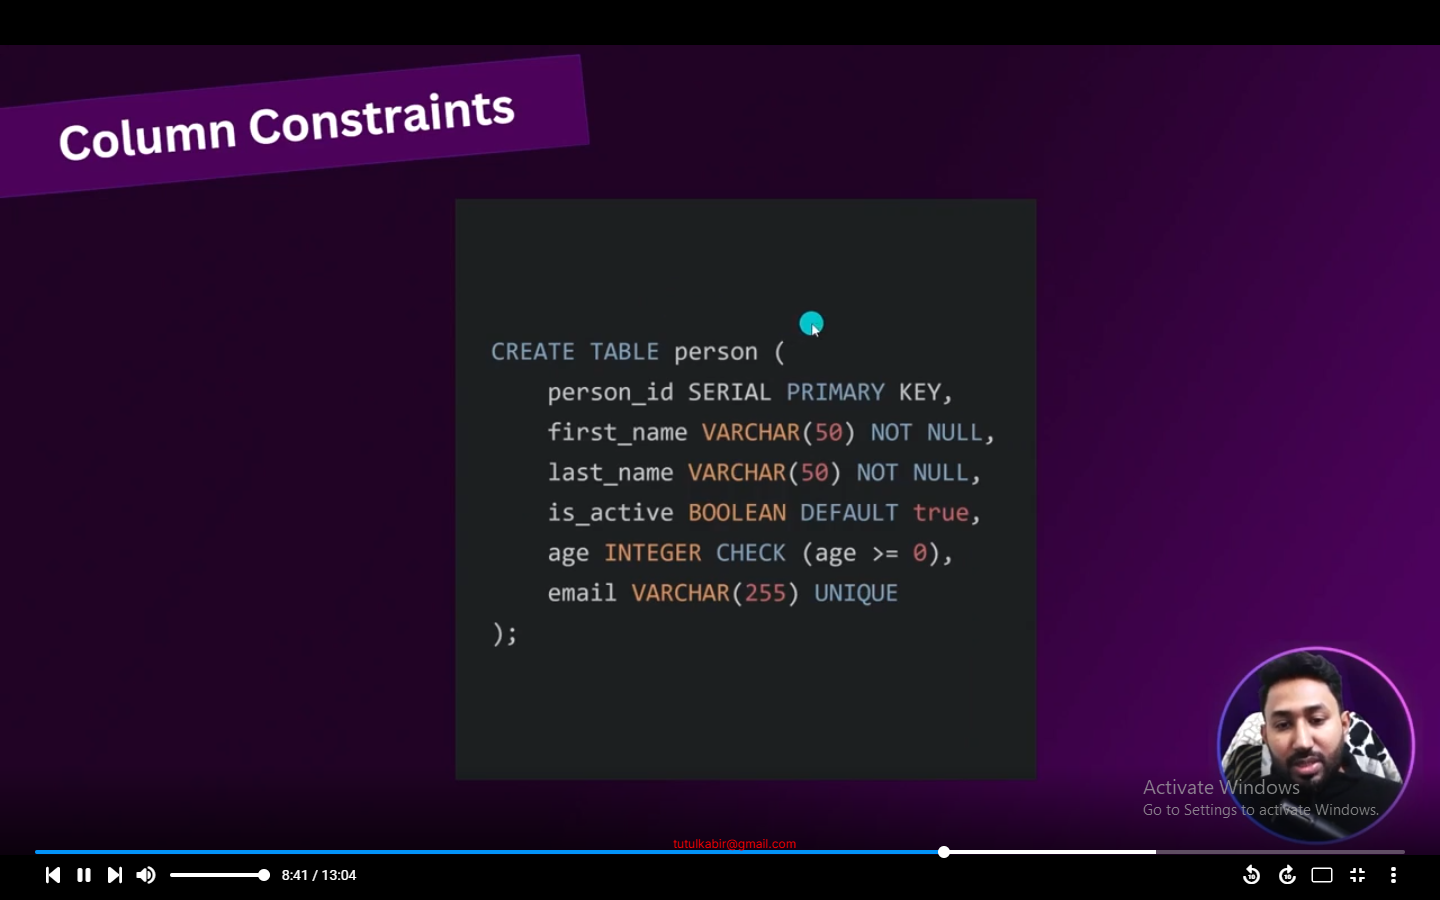 Column Constraints
CREATE TABLE person (
    person_id SERIAL PRIMARY KEY,
    first_name VARCHAR(50) NOT NULL,
    last_name VARCHAR(50) NOT NULL,
    is_active BOOLEAN DEFAULT true,
    age INTEGER CHECK (age >= 0),
    email VARCHAR(255) UNIQUE
);
Activate Windows
Go to Settings to activate Windows.
tutulkabir@gmail.com
8:41 / 13:04
10
10